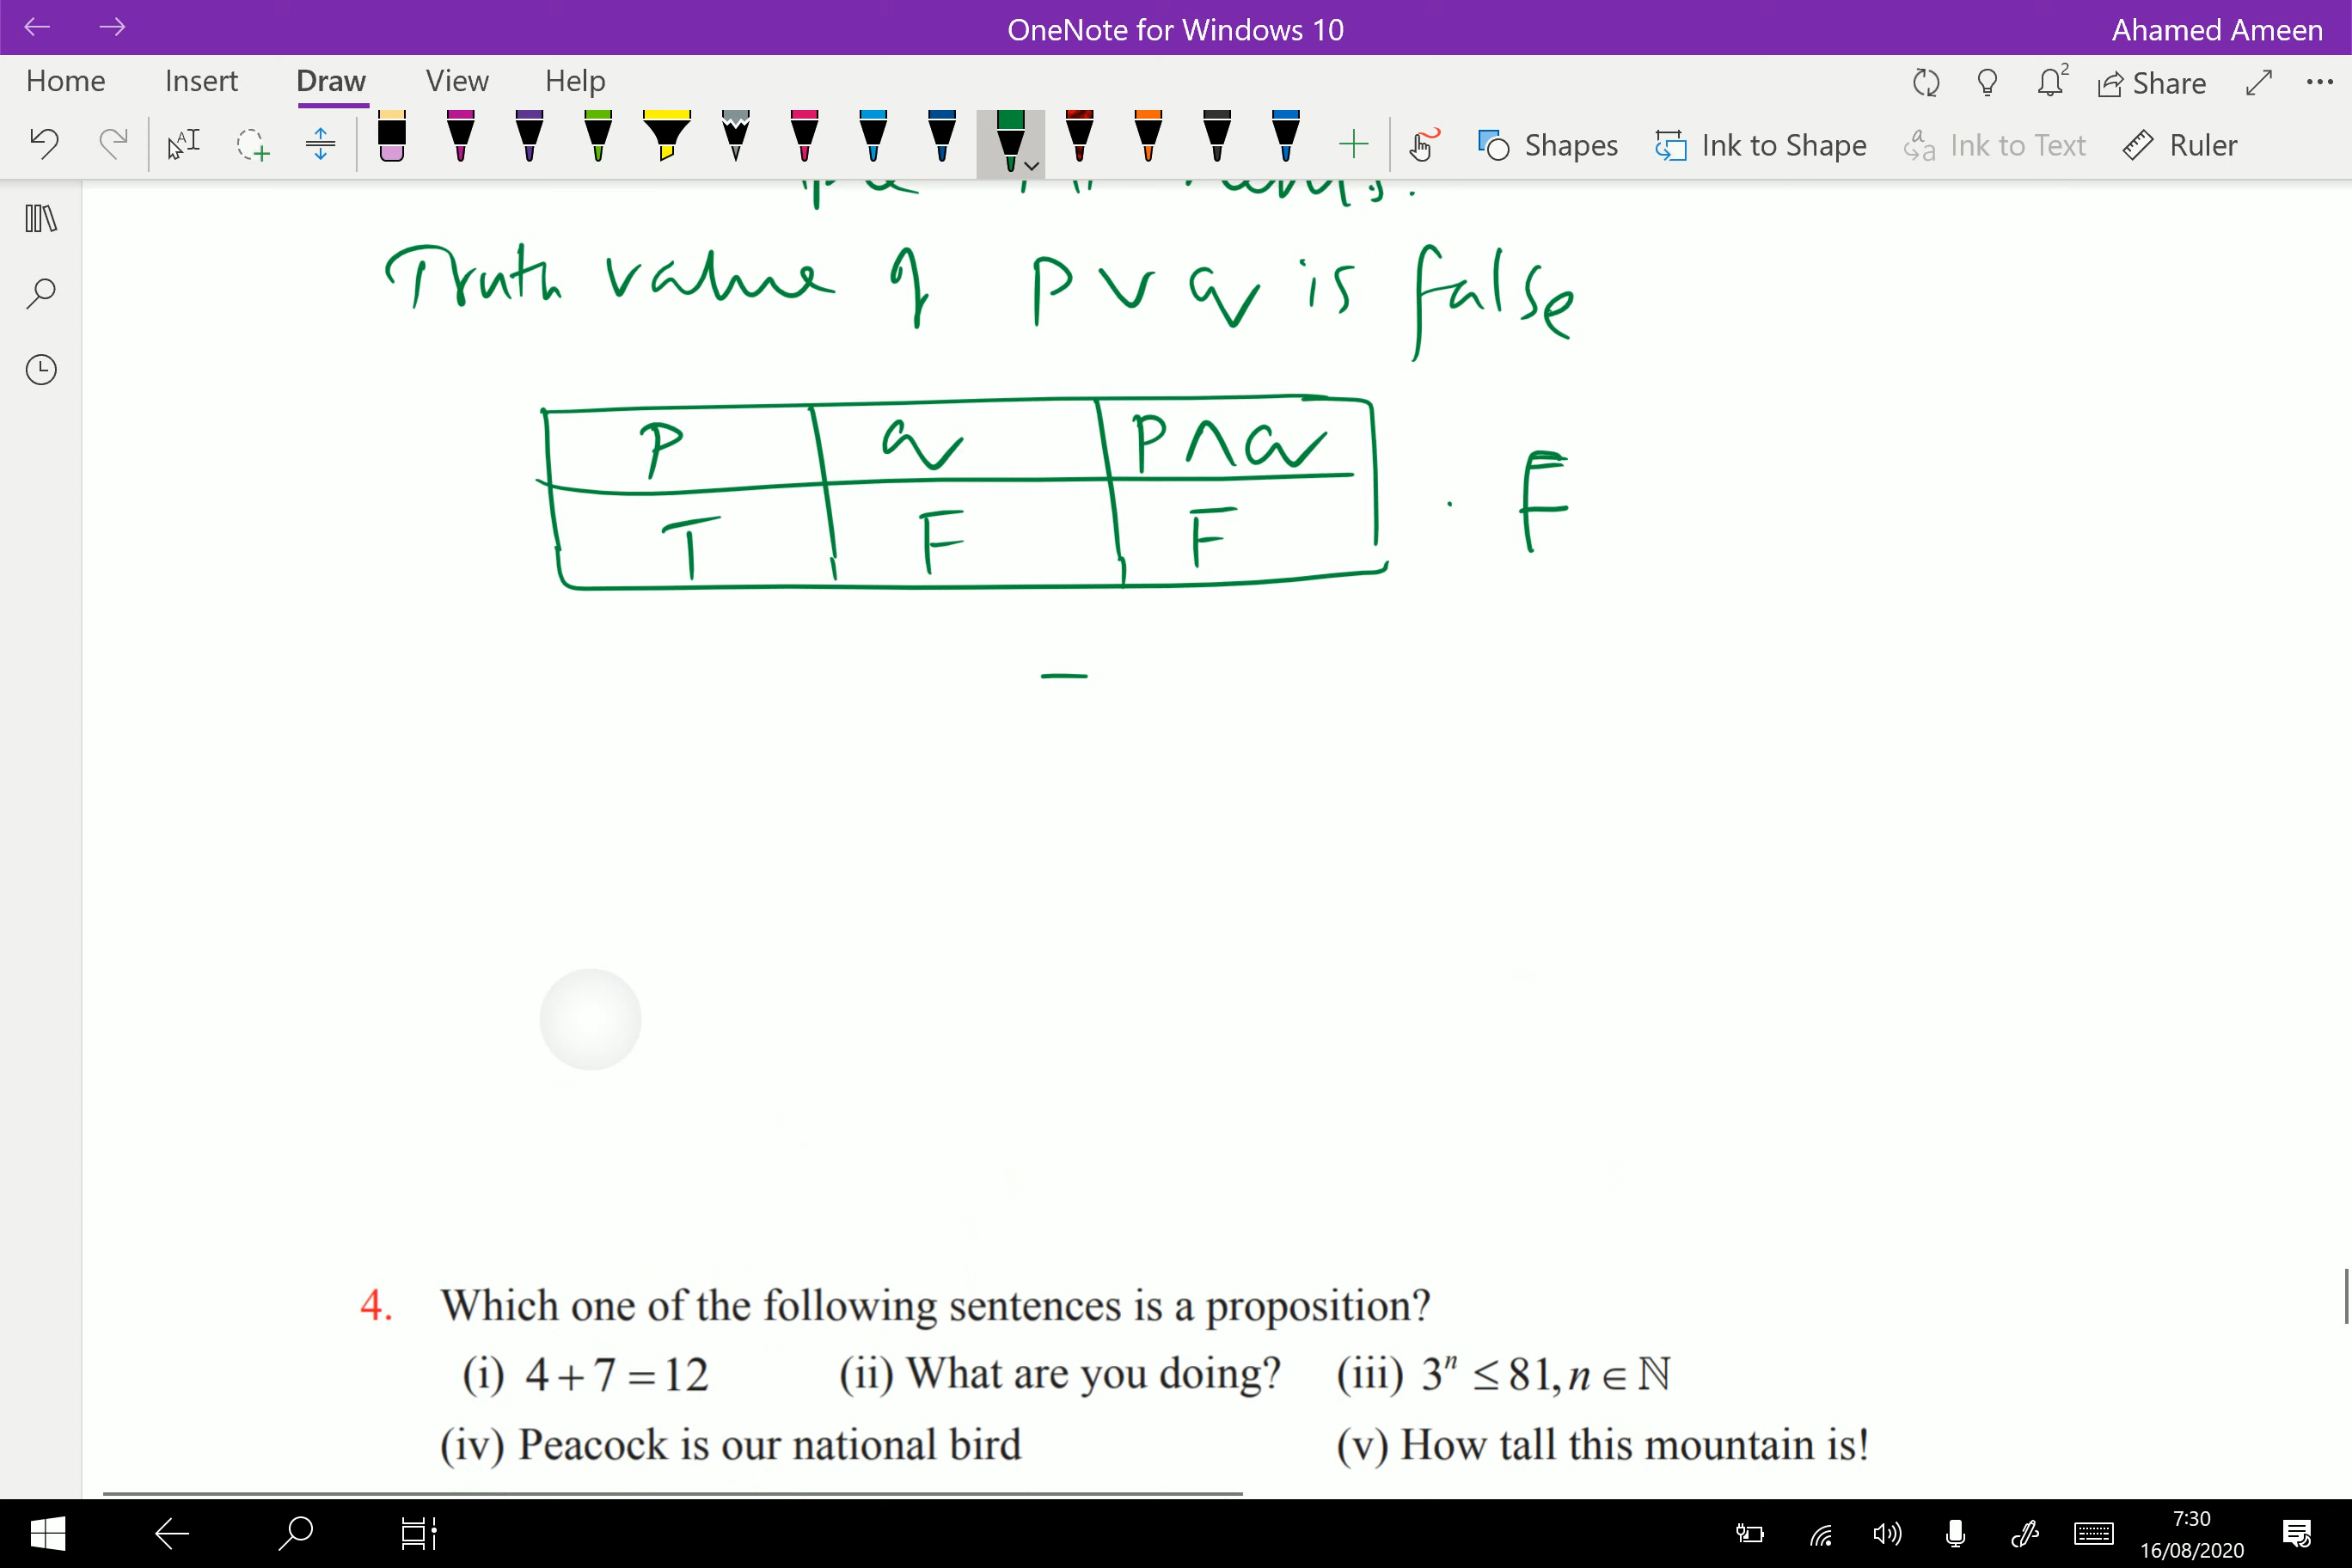 OneNote for Windows 10 Ahamed Ameen
Home Insert Draw View Help 2 Share
Shapes Ink to Shape Ink to Text Ruler
Truth value of p ∨ q is false
P q P ∧ q
T F F F
4. Which one of the following sentences is a proposition?
(i) 4 + 7 = 12 (ii) What are you doing? (iii) 3ⁿ ≤ 81, n ∈ ℕ
(iv) Peacock is our national bird (v) How tall this mountain is!
7:30
16/08/2020